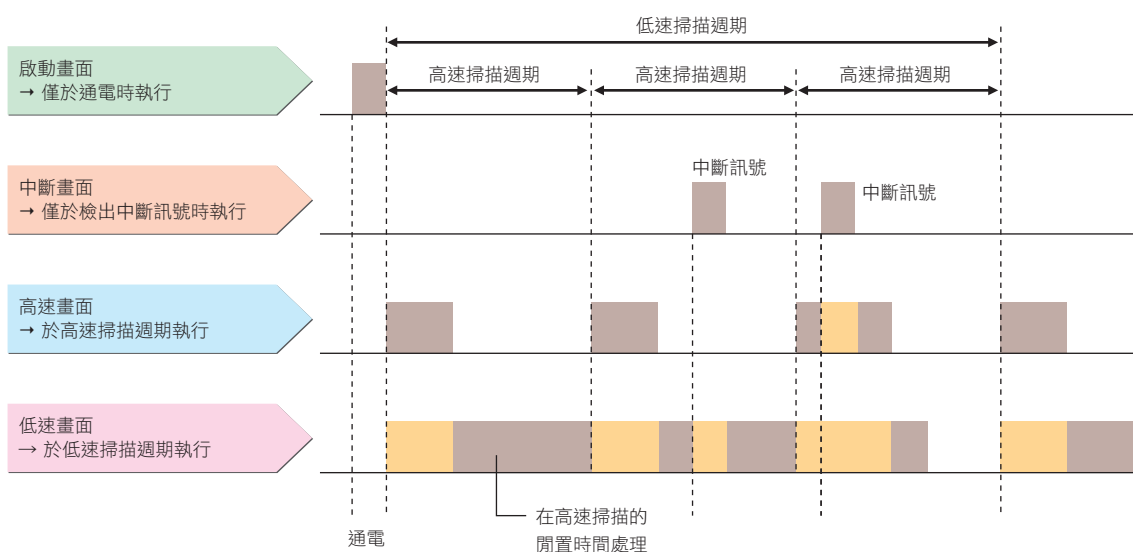 低速掃描週期
啟動畫面
→ 僅於通電時執行
高速掃描週期
高速掃描週期
高速掃描週期
中斷畫面
→ 僅於檢出中斷訊號時執行
中斷訊號
中斷訊號
高速畫面
→ 於高速掃描週期執行
低速畫面
→ 於低速掃描週期執行
通電
在高速掃描的
閒置時間處理